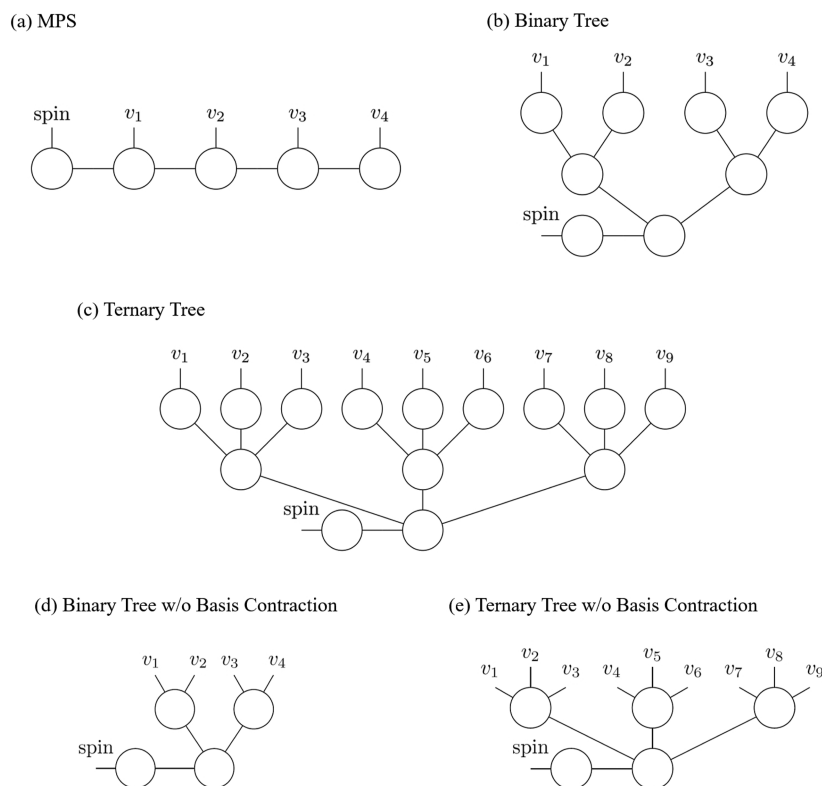 (a) MPS
(b) Binary Tree
v₁ v₂ v₃ v₄
spin v₁ v₂ v₃ v₄
spin
(c) Ternary Tree
v₁ v₂ v₃ v₄ v₅ v₆ v₇ v₈ v₉
spin
(d) Binary Tree w/o Basis Contraction
(e) Ternary Tree w/o Basis Contraction
v₁ v₂ v₃ v₄
spin
v₂ v₅ v₈
v₁ v₃ v₄ v₆ v₇ v₉
spin